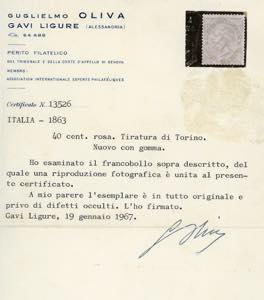 GUGLIELMO OLIVA
GAVI LIGURE (ALESSANDRIA)
64.486
PERITO FILATELICO
DEL TRIBUNALE E DELLA CORTE D'APPELLO DI GENOVA
MEMBRO:
ASSOCIATION INTERNATIONALE EXPERTS PHILATÉLIQUES
Certificato N. 13526
ITALIA - 1863
40 cent. rosa. Tiratura di Torino.
Nuovo con gomma.
Ho esaminato il francobollo sopra descritto, del
quale una riproduzione fotografica è unita al presen-
te certificato.
A mio parere l'esemplare è in tutto originale e
privo di difetti occulti. L'ho firmato.
Gavi Ligure, 19 gennaio 1967.